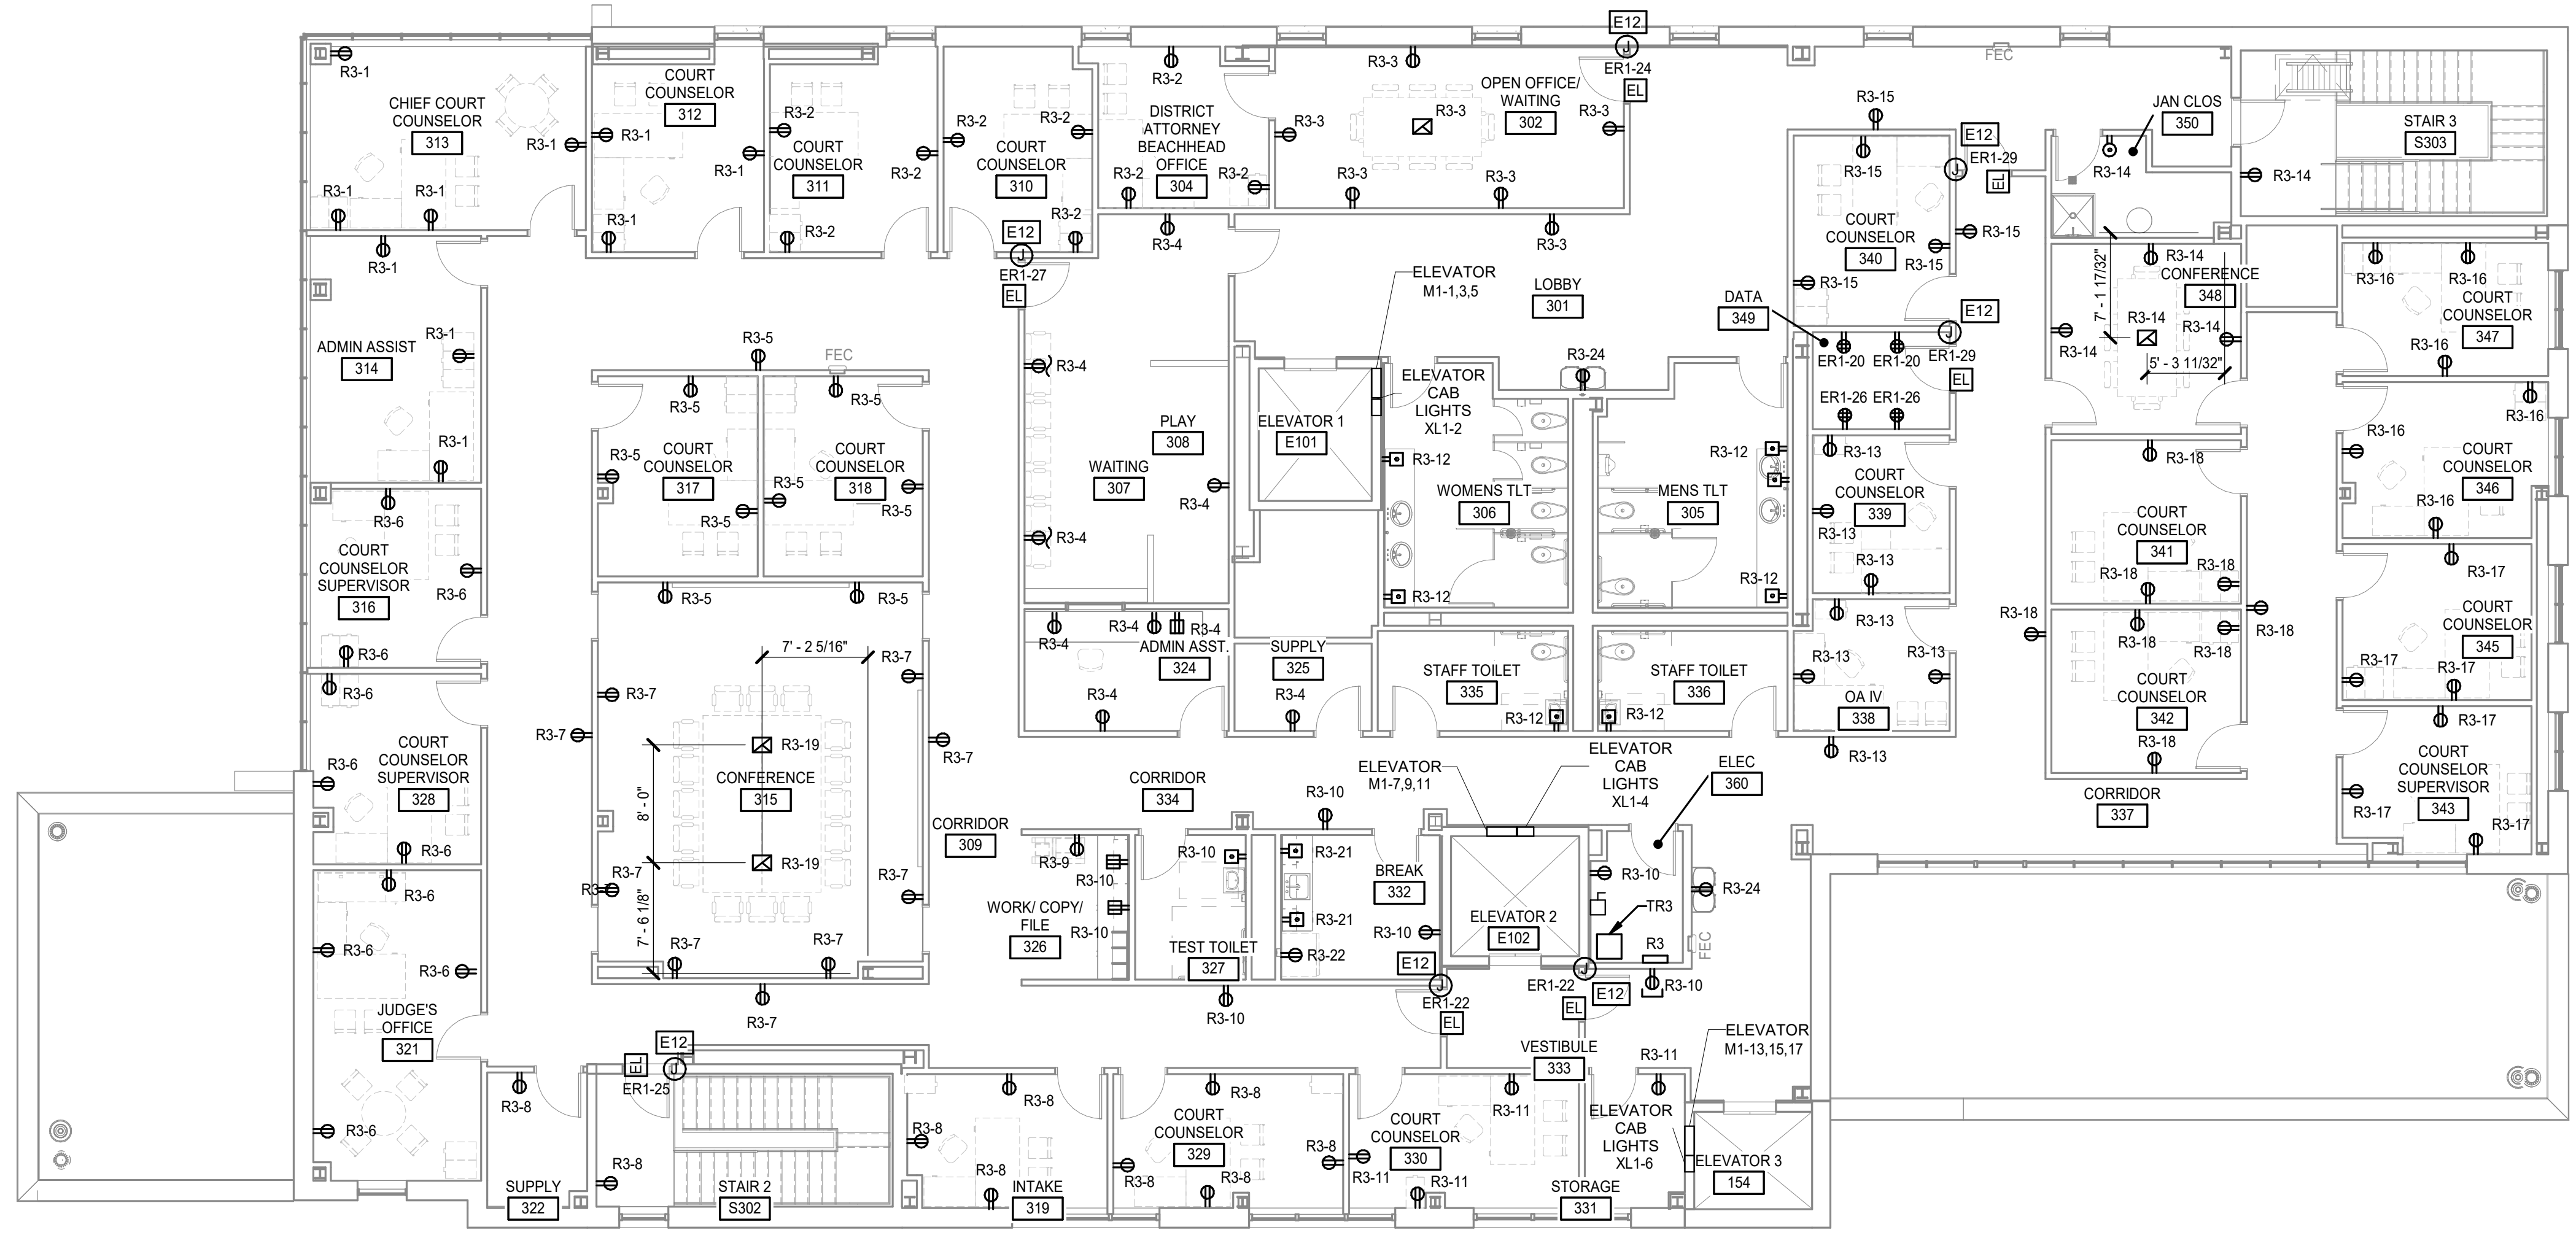 E12
R3-1
COURT
COUNSELOR
312
R3-2
R3-3
ER1-24
EL
OPEN OFFICE/
WAITING
302
FEC
CHIEF COURT
COUNSELOR
313
R3-1
R3-1
R3-1
R3-2
COURT
COUNSELOR
311
R3-2
R3-2
COURT
COUNSELOR
310
R3-2
DISTRICT
ATTORNEY
BEACHHEAD
OFFICE
304
R3-3
R3-3
R3-3
R3-15
JAN CLOS
350
STAIR 3
S303
E12
ER1-29
EL
R3-15
R3-14
R3-14
R3-1
R3-1
R3-1
R3-2
R3-2
E12
R3-2
R3-2
R3-3
R3-3
R3-4
R3-3
R3-1
ER1-27
EL
COURT
COUNSELOR
340
R3-15
R3-15
R3-15
7' - 1 17/32"
R3-14
CONFERENCE
348
R3-16
R3-16
COURT
COUNSELOR
347
ELEVATOR
M1-1,3,5
LOBBY
301
DATA
349
E12
R3-14
R3-14
R3-14
5' - 3 11/32"
R3-16
ADMIN ASSIST
314
R3-1
R3-5
FEC
R3-4
R3-24
ER1-20
ER1-20
ER1-29
EL
ELEVATOR
CAB
LIGHTS
XL1-2
ER1-26
ER1-26
R3-16
R3-1
R3-5
R3-5
PLAY
308
ELEVATOR 1
E101
R3-5
COURT
COUNSELOR
317
COURT
COUNSELOR
318
R3-5
R3-5
R3-5
WAITING
307
R3-4
R3-12
WOMENS TLT
306
R3-12
MENS TLT
305
R3-13
COURT
COUNSELOR
339
R3-13
R3-18
R3-16
COURT
COUNSELOR
346
R3-16
R3-6
COURT
COUNSELOR
SUPERVISOR
316
R3-6
R3-4
COURT
COUNSELOR
341
R3-18
R3-18
R3-17
R3-5
R3-5
R3-12
R3-12
R3-13
R3-4
R3-4
R3-4
ADMIN ASST.
324
SUPPLY
325
R3-13
R3-18
R3-18
R3-18
R3-18
COURT
COUNSELOR
345
R3-6
7' - 2 5/16"
R3-7
STAFF TOILET
335
STAFF TOILET
336
R3-13
R3-13
OA IV
338
COURT
COUNSELOR
342
R3-17
R3-17
R3-6
R3-7
R3-4
R3-4
R3-12
R3-12
R3-17
R3-7
R3-19
R3-7
R3-13
R3-18
COURT
COUNSELOR
SUPERVISOR
328
R3-6
CONFERENCE
315
8' - 0"
CORRIDOR
334
ELEVATOR
M1-7,9,11
ELEVATOR
CAB
LIGHTS
XL1-4
ELEC
360
CORRIDOR
337
COURT
COUNSELOR
SUPERVISOR
343
R3-17
R3-17
CORRIDOR
309
R3-10
R3-6
R3-19
R3-7
R3-7
R3-7
R3-9
R3-10
R3-10
R3-21
BREAK
332
R3-10
R3-24
R3-6
7' - 6 1/8"
WORK/ COPY/
FILE
326
R3-10
R3-21
R3-10
ELEVATOR 2
E102
TR3
R3
FEC
R3-6
R3-6
R3-7
R3-7
TEST TOILET
327
R3-22
E12
JUDGE'S
OFFICE
321
R3-7
R3-10
ER1-22
EL
ER1-22
EL
E12
R3-10
E12
EL
ER1-25
VESTIBULE
333
R3-11
ELEVATOR
M1-13,15,17
R3-8
R3-8
R3-8
R3-11
R3-6
R3-8
COURT
COUNSELOR
329
COURT
COUNSELOR
330
ELEVATOR
CAB
LIGHTS
XL1-6
R3-8
R3-8
R3-8
R3-8
R3-8
R3-11
R3-11
SUPPLY
322
STAIR 2
S302
INTAKE
319
STORAGE
331
ELEVATOR 3
154